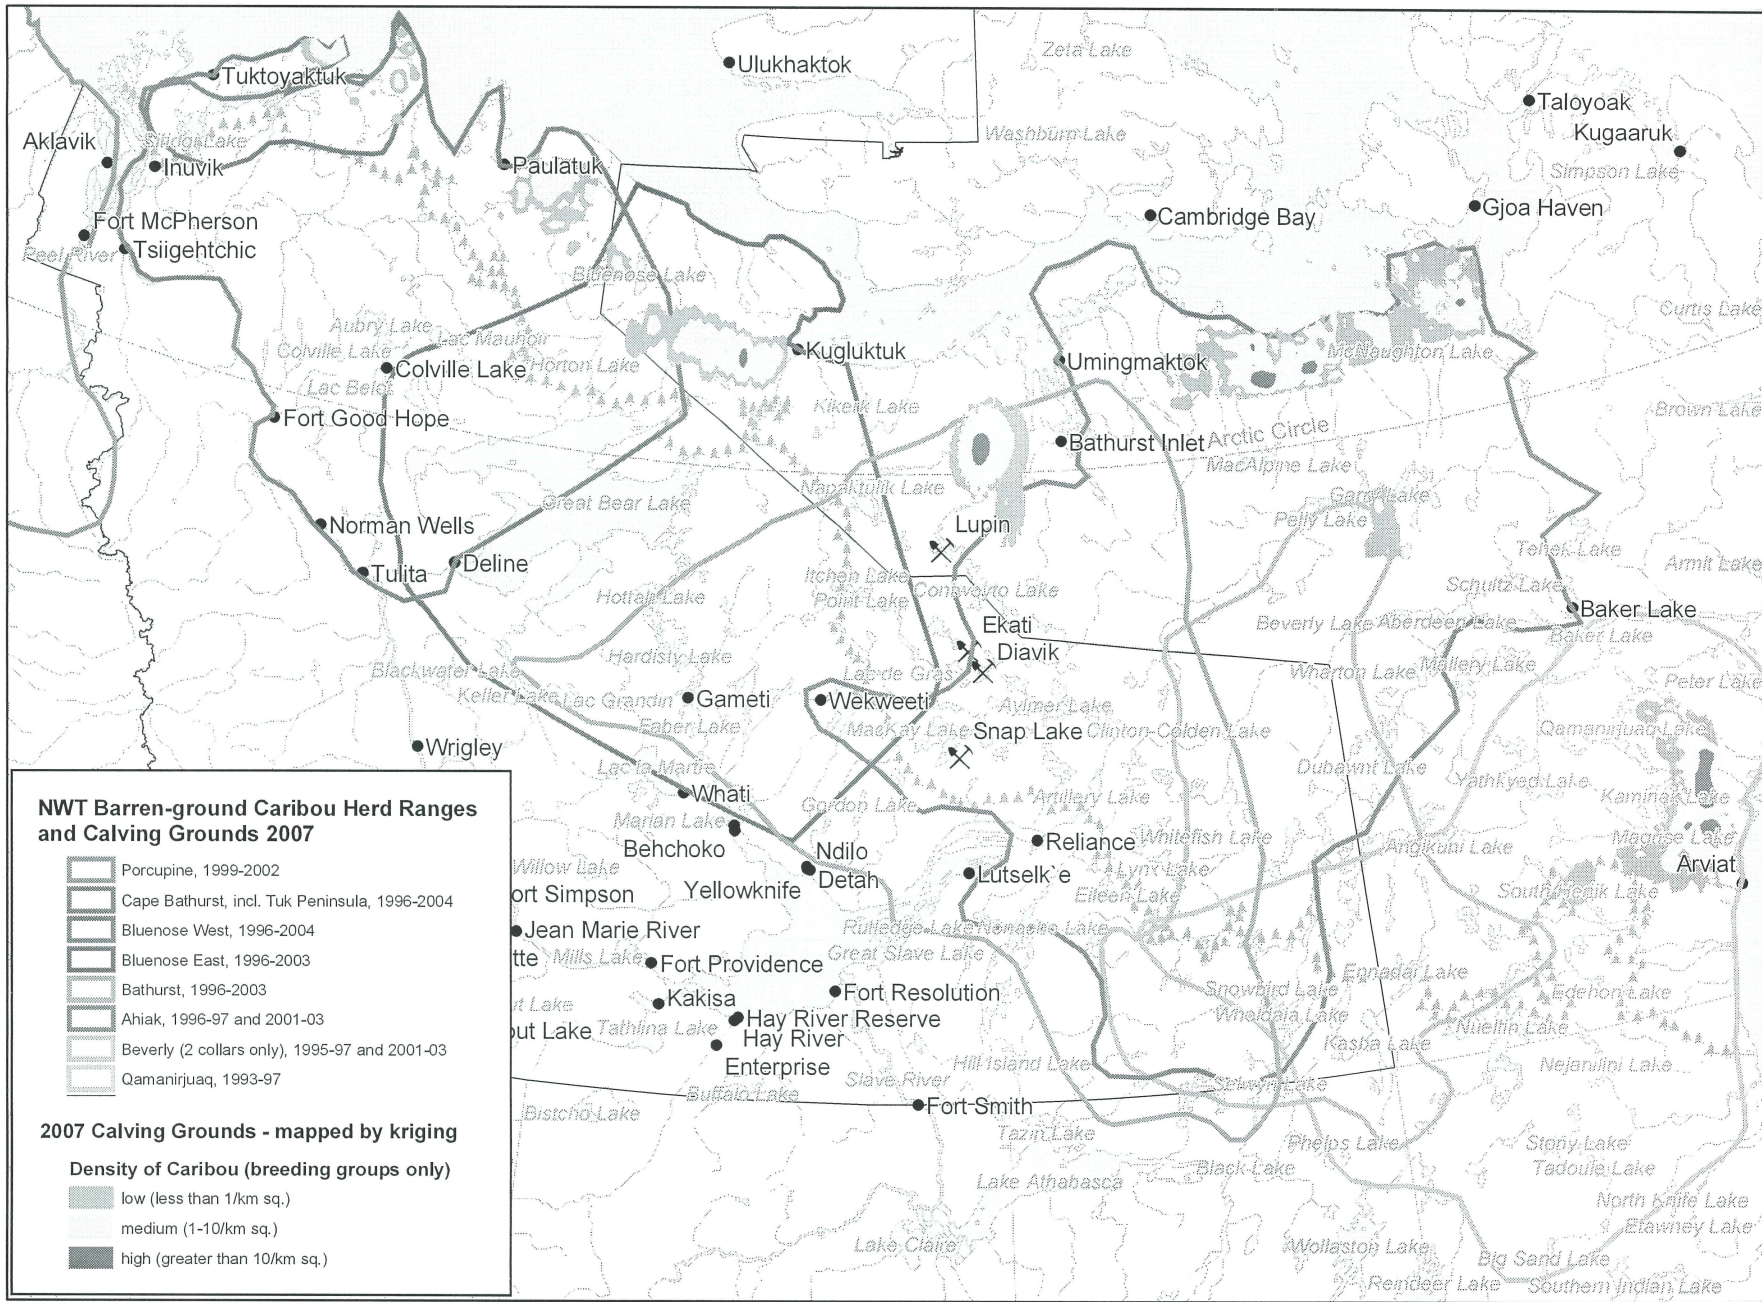 Zeta Lake
Ulukhaktok
Tuktoyaktuk
Taloyoak
Kugaaruk
Washburn Lake
Aklavik
Inuvik
Paulatuk
Simpson Lake
Gjoa Haven
Cambridge Bay
Fort McPherson
Peel River
Tsiigehtchic
Bluenose Lake
Curtis Lake
Aubry Lake
Colville Lake
Lac Maunoir
Kugluktuk
McNaughton Lake
Umingmaktok
Colville Lake
Horton Lake
Lac Belot
Kikerk Lake
Brown Lake
Fort Good Hope
Arctic Circle
Bathurst Inlet
MacAlpine Lake
Napaktulik Lake
Garry Lake
Great Bear Lake
Pelly Lake
Norman Wells
Lupin
Tehek Lake
Armit Lake
Deline
Tulita
Itchen Lake
Point Lake
Contwoyto Lake
Schultz Lake
Hottah Lake
Baker Lake
Ekati
Beverly Lake
Aberdeen Lake
Baker Lake
Diavik
Hardisty Lake
Blackwater Lake
Lac de Gras
Wharton Lake
Mallery Lake
Peter Lake
Keller Lake
Lac Grandin
Gameti
Wekweeti
Aylmer Lake
Faber Lake
MacKay Lake
Snap Lake
Clinton-Colden Lake
Qamanirjuaq Lake
Wrigley
Lac la Martre
Dubawnt Lake
Yathkyed Lake
Whati
Gordon Lake
Artillery Lake
Kaminak Lake
Marian Lake
Behchoko
Reliance
Whitefish Lake
Angikuni Lake
Maguse Lake
Ndilo
Willow Lake
Detah
Lutselk`e
Lynx Lake
Arviat
Yellowknife
Eileen Lake
South Henik Lake
ort Simpson
Jean Marie River
Rutledge Lake
Nonacho Lake
tte
Mills Lake
Fort Providence
Great Slave Lake
Ennadai Lake
ut Lake
Kakisa
Fort Resolution
Snowbird Lake
Edehon Lake
Hay River Reserve
Wholdaia Lake
out Lake
Tathlina Lake
Hay River
Nueltin Lake
Kasba Lake
Enterprise
Hill Island Lake
Nejanilini Lake
Slave River
Selwyn Lake
Buffalo Lake
Bistcho Lake
Fort Smith
Tazin Lake
Phelps Lake
Stony Lake
Black Lake
Tadoule Lake
Lake Athabasca
North Knife Lake
Etawney Lake
Lake Claire
Wollaston Lake
Big Sand Lake
Reindeer Lake
Southern Indian Lake
NWT Barren-ground Caribou Herd Ranges
and Calving Grounds 2007
Porcupine, 1999-2002
Cape Bathurst, incl. Tuk Peninsula, 1996-2004
Bluenose West, 1996-2004
Bluenose East, 1996-2003
Bathurst, 1996-2003
Ahiak, 1996-97 and 2001-03
Beverly (2 collars only), 1995-97 and 2001-03
Qamanirjuaq, 1993-97
2007 Calving Grounds - mapped by kriging
Density of Caribou (breeding groups only)
low (less than 1/km sq.)
medium (1-10/km sq.)
high (greater than 10/km sq.)